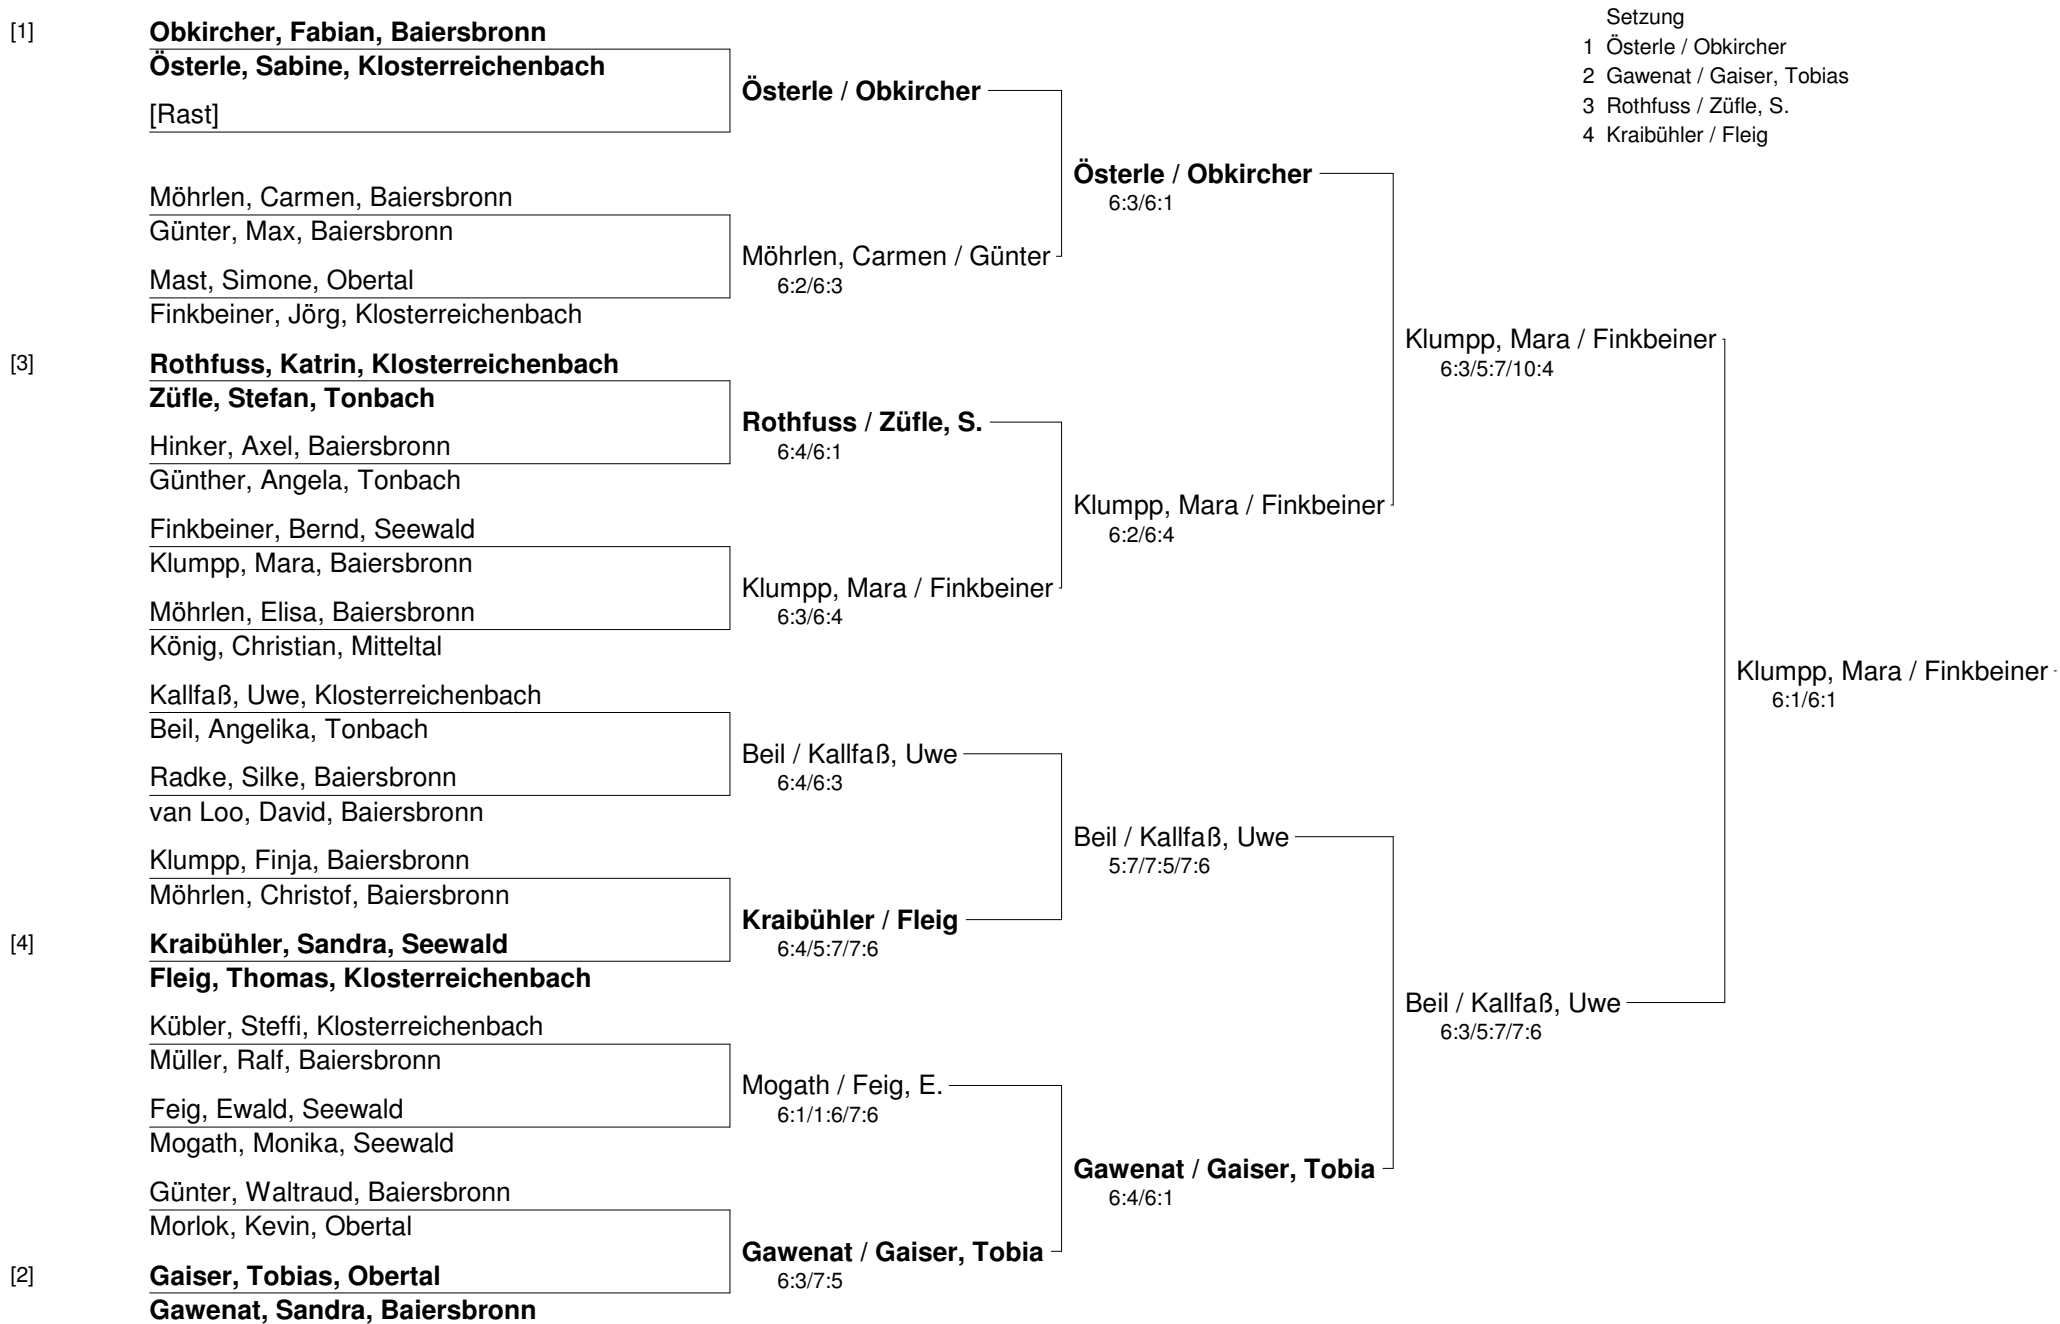 Setzung
1 Österle / Obkircher
2 Gawenat / Gaiser, Tobias
3 Rothfuss / Züfle, S.
4 Kraibühler / Fleig
[1] Obkircher, Fabian, Baiersbronn
Österle, Sabine, Klosterreichenbach
[Rast]
Möhrlen, Carmen, Baiersbronn
Günter, Max, Baiersbronn
Mast, Simone, Obertal
Finkbeiner, Jörg, Klosterreichenbach
[3] Rothfuss, Katrin, Klosterreichenbach
Züfle, Stefan, Tonbach
Hinker, Axel, Baiersbronn
Günther, Angela, Tonbach
Finkbeiner, Bernd, Seewald
Klumpp, Mara, Baiersbronn
Möhrlen, Elisa, Baiersbronn
König, Christian, Mitteltal
Kallfaß, Uwe, Klosterreichenbach
Beil, Angelika, Tonbach
Radke, Silke, Baiersbronn
van Loo, David, Baiersbronn
Klumpp, Finja, Baiersbronn
Möhrlen, Christof, Baiersbronn
[4] Kraibühler, Sandra, Seewald
Fleig, Thomas, Klosterreichenbach
Kübler, Steffi, Klosterreichenbach
Müller, Ralf, Baiersbronn
Feig, Ewald, Seewald
Mogath, Monika, Seewald
Günter, Waltraud, Baiersbronn
Morlok, Kevin, Obertal
[2] Gaiser, Tobias, Obertal
Gawenat, Sandra, Baiersbronn
Österle / Obkircher
Möhrlen, Carmen / Günter
6:2/6:3
Rothfuss / Züfle, S.
6:4/6:1
Klumpp, Mara / Finkbeiner
6:3/6:4
Beil / Kallfaß, Uwe
6:4/6:3
Kraibühler / Fleig
6:4/5:7/7:6
Mogath / Feig, E.
6:1/1:6/7:6
Gawenat / Gaiser, Tobia
6:3/7:5
Österle / Obkircher
6:3/6:1
Klumpp, Mara / Finkbeiner
6:2/6:4
Beil / Kallfaß, Uwe
5:7/7:5/7:6
Gawenat / Gaiser, Tobia
6:4/6:1
Klumpp, Mara / Finkbeiner
6:3/5:7/10:4
Beil / Kallfaß, Uwe
6:3/5:7/7:6
Klumpp, Mara / Finkbeiner
6:1/6:1